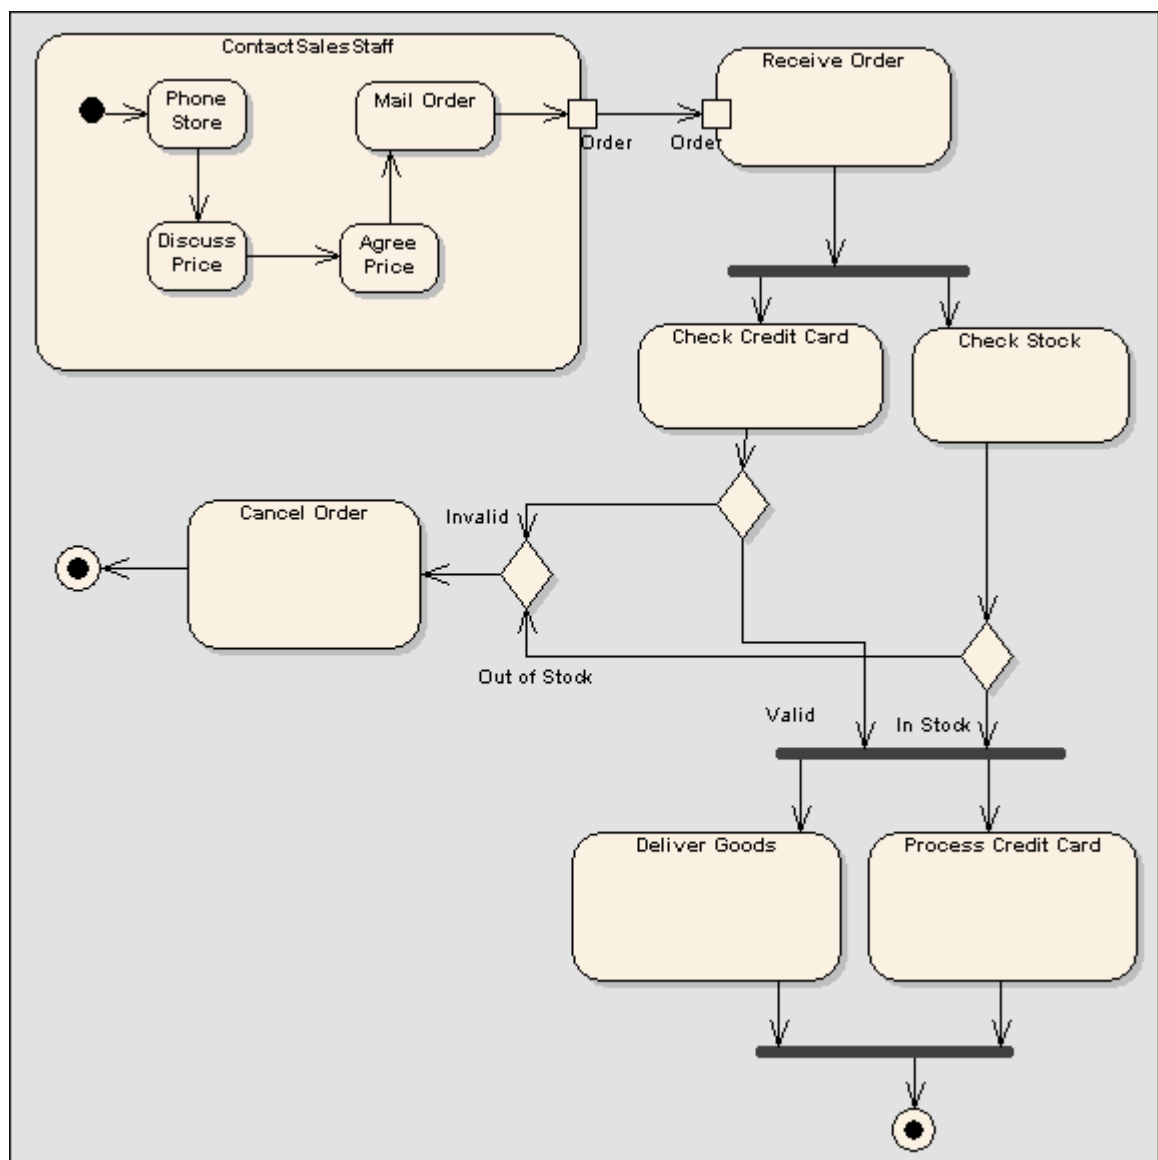 ContactSalesStaff
Receive Order
Phone
Store
Mail Order
Order
Order
Discuss
Price
Agree
Price
Check Credit Card
Check Stock
Cancel Order
Invalid
Out of Stock
Valid
In Stock
Deliver Goods
Process Credit Card